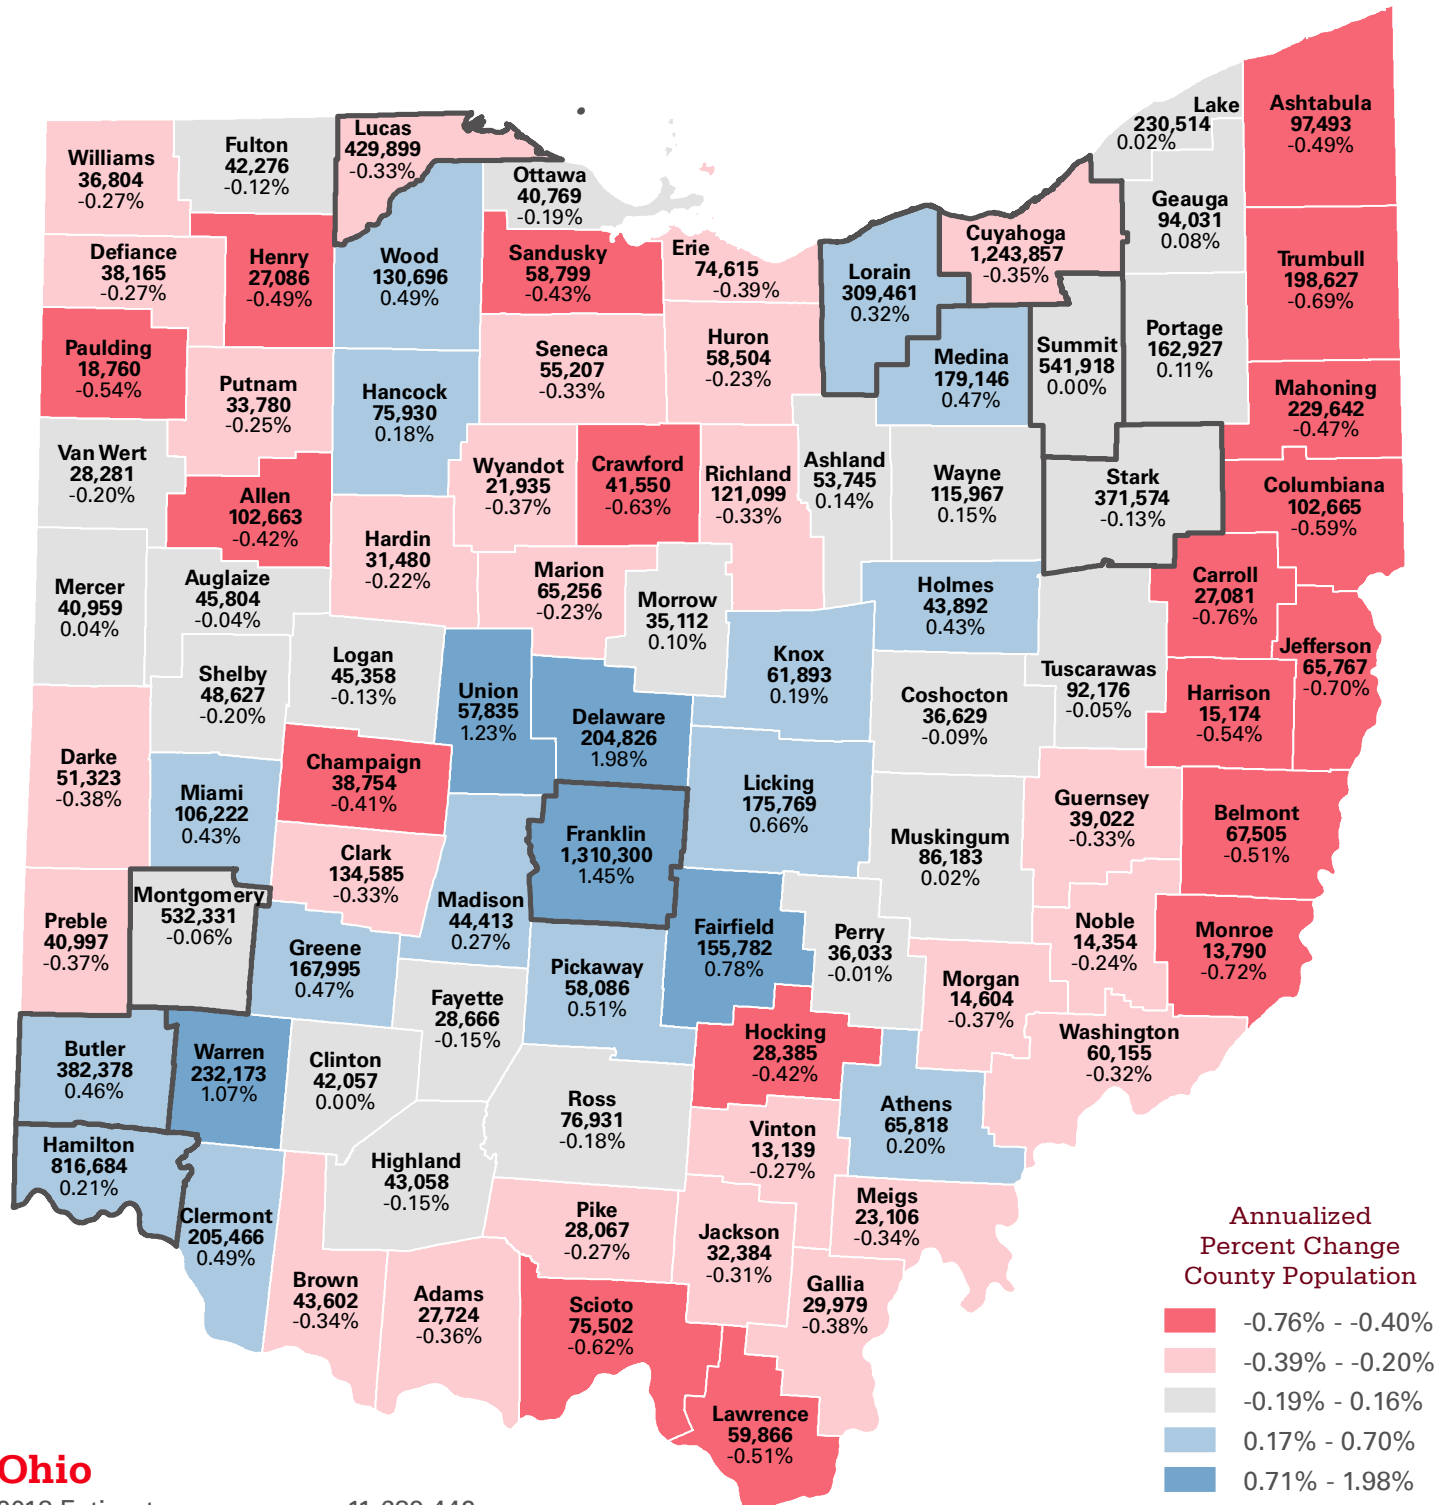 Lake
230,514
0.02%
Ashtabula
97,493
-0.49%
Lucas
429,899
-0.33%
Fulton
42,276
-0.12%
Williams
36,804
-0.27%
Ottawa
40,769
-0.19%
Geauga
94,031
0.08%
Cuyahoga
1,243,857
-0.35%
Defiance
38,165
-0.27%
Henry
27,086
-0.49%
Wood
130,696
0.49%
Sandusky
58,799
-0.43%
Erie
74,615
-0.39%
Lorain
309,461
0.32%
Trumbull
198,627
-0.69%
Paulding
18,760
-0.54%
Putnam
33,780
-0.25%
Hancock
75,930
0.18%
Seneca
55,207
-0.33%
Huron
58,504
-0.23%
Medina
179,146
0.47%
Summit
541,918
0.00%
Portage
162,927
0.11%
Mahoning
229,642
-0.47%
Van Wert
28,281
-0.20%
Allen
102,663
-0.42%
Wyandot
21,935
-0.37%
Crawford
41,550
-0.63%
Richland
121,099
-0.33%
Ashland
53,745
0.14%
Wayne
115,967
0.15%
Stark
371,574
-0.13%
Columbiana
102,665
-0.59%
Hardin
31,480
-0.22%
Mercer
40,959
0.04%
Auglaize
45,804
-0.04%
Marion
65,256
-0.23%
Morrow
35,112
0.10%
Holmes
43,892
0.43%
Carroll
27,081
-0.76%
Jefferson
65,767
-0.70%
Shelby
48,627
-0.20%
Logan
45,358
-0.13%
Union
57,835
1.23%
Delaware
204,826
1.98%
Knox
61,893
0.19%
Coshocton
36,629
-0.09%
Tuscarawas
92,176
-0.05%
Harrison
15,174
-0.54%
Darke
51,323
-0.38%
Miami
106,222
0.43%
Champaign
38,754
-0.41%
Licking
175,769
0.66%
Guernsey
39,022
-0.33%
Belmont
67,505
-0.51%
Franklin
1,310,300
1.45%
Muskingum
86,183
0.02%
Clark
134,585
-0.33%
Madison
44,413
0.27%
Montgomery
532,331
-0.06%
Preble
40,997
-0.37%
Greene
167,995
0.47%
Fairfield
155,782
0.78%
Perry
36,033
-0.01%
Noble
14,354
-0.24%
Monroe
13,790
-0.72%
Pickaway
58,086
0.51%
Morgan
14,604
-0.37%
Fayette
28,666
-0.15%
Hocking
28,385
-0.42%
Washington
60,155
-0.32%
Butler
382,378
0.46%
Warren
232,173
1.07%
Clinton
42,057
0.00%
Ross
76,931
-0.18%
Athens
65,818
0.20%
Hamilton
816,684
0.21%
Highland
43,058
-0.15%
Vinton
13,139
-0.27%
Clermont
205,466
0.49%
Pike
28,067
-0.27%
Jackson
32,384
-0.31%
Meigs
23,106
-0.34%
Brown
43,602
-0.34%
Adams
27,724
-0.36%
Scioto
75,502
-0.62%
Gallia
29,979
-0.38%
Lawrence
59,866
-0.51%
Annualized
Percent Change
County Population
-0.76% - -0.40%
-0.39% - -0.20%
-0.19% - 0.16%
0.17% - 0.70%
0.71% - 1.98%
Ohio